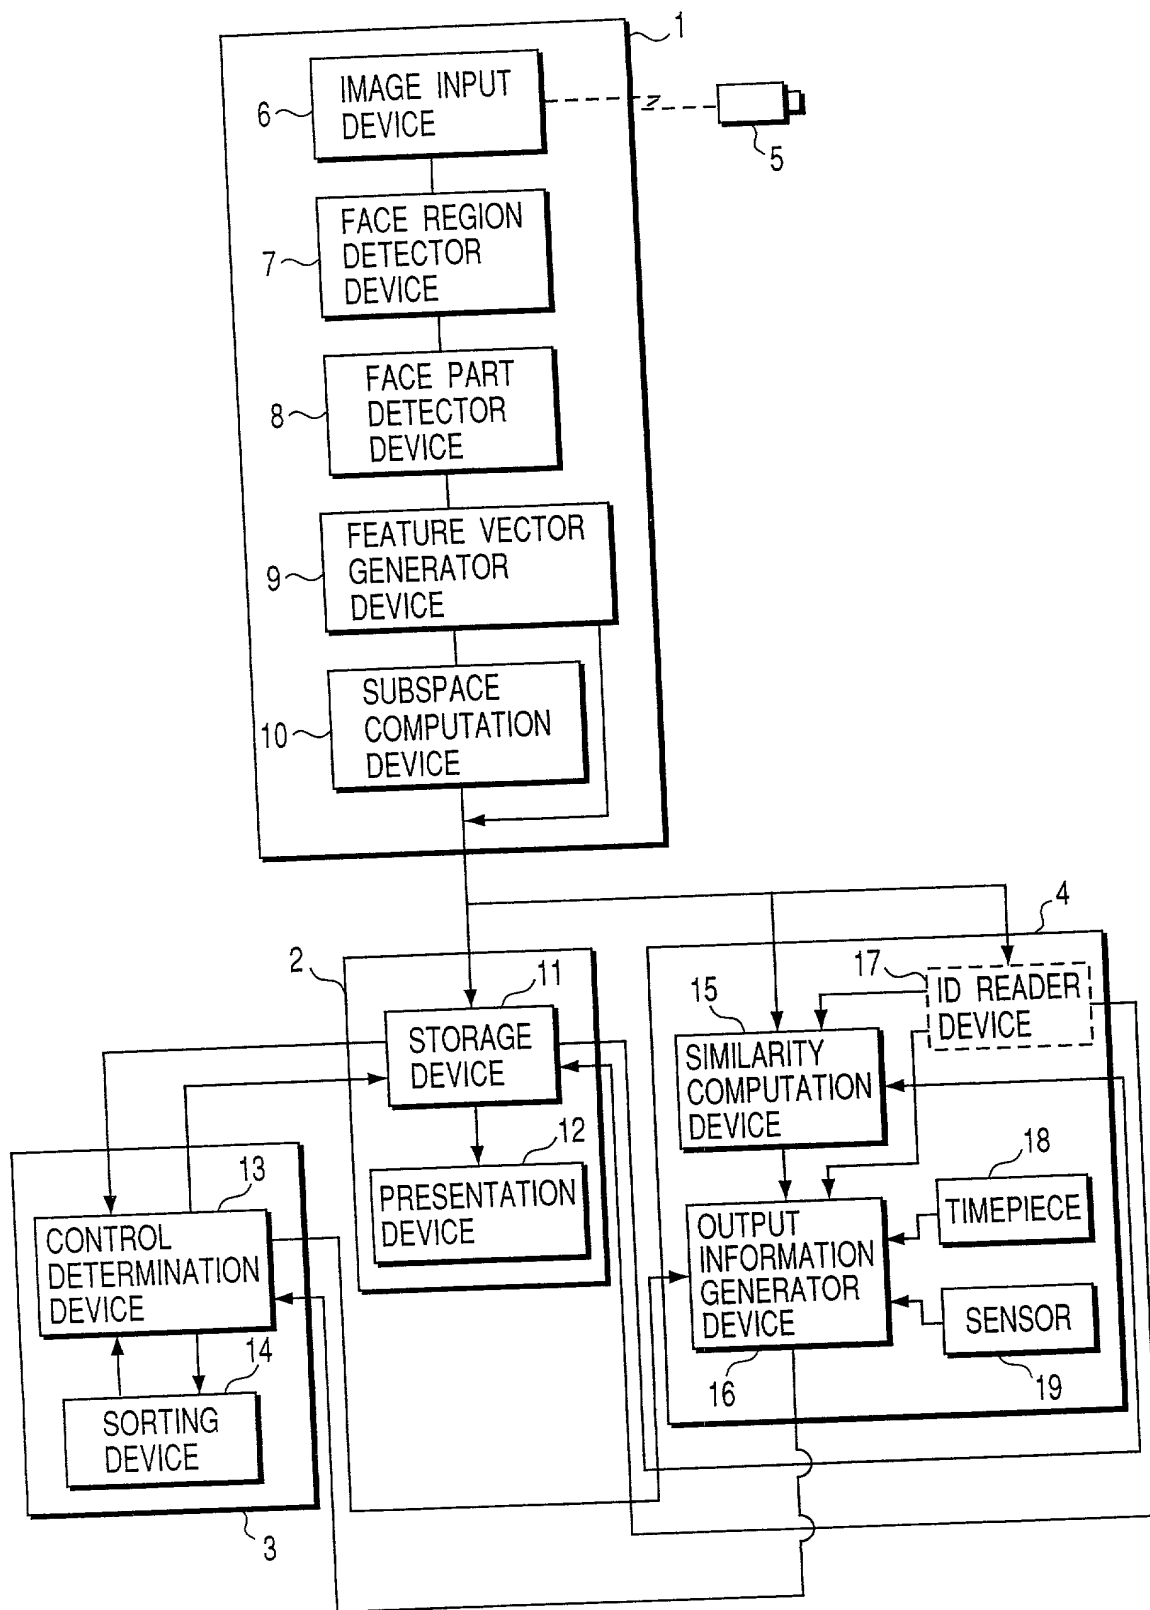 1
IMAGE INPUT
DEVICE
6
5
FACE REGION
DETECTOR
DEVICE
7
FACE PART
DETECTOR
DEVICE
8
FEATURE VECTOR
GENERATOR
DEVICE
9
SUBSPACE
COMPUTATION
DEVICE
10
2
11
STORAGE
DEVICE
12
PRESENTATION
DEVICE
4
17
ID READER
DEVICE
15
SIMILARITY
COMPUTATION
DEVICE
18
TIMEPIECE
OUTPUT
INFORMATION
GENERATOR
DEVICE
16
SENSOR
19
13
CONTROL
DETERMINATION
DEVICE
14
SORTING
DEVICE
3